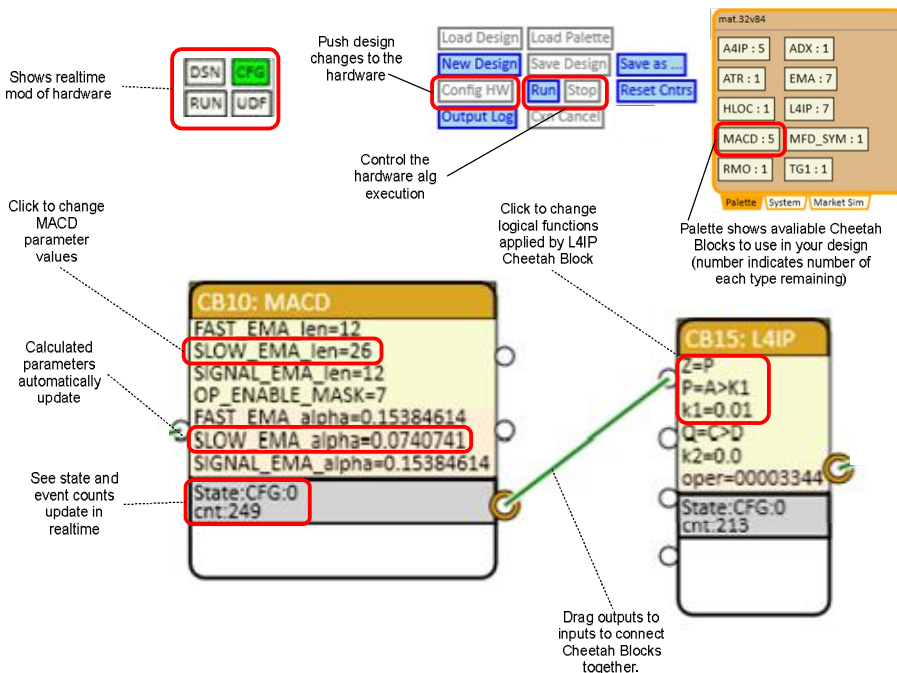 Shows realtime
mod of hardware
DSN CFG
RUN UDF
Push design
changes to the
hardware
Load Design Load Palette
New Design Save Design Save as ...
Config HW Run Stop Reset Cntrs
Output Log Cxn Cancel
Control the
hardware alg
execution
mat.32v84
A4IP : 5 ADX : 1
ATR : 1 EMA : 7
HLOC : 1 L4IP : 7
MACD : 5 MFD_SYM : 1
RMO : 1 TG1 : 1
Palette System Market Sim
Palette shows avaliable Cheetah
Blocks to use in your design
(number indicates number of
each type remaining)
Click to change
MACD
parameter
values
Calculated
parameters
automatically
update
See state and
event counts
update in
realtime
CB10: MACD
FAST_EMA_len=12
SLOW_EMA_len=26
SIGNAL_EMA_len=12
OP_ENABLE_MASK=7
FAST_EMA_alpha=0.15384614
SLOW_EMA_alpha=0.0740741
SIGNAL_EMA_alpha=0.15384614
State:CFG:0
cnt:249
Click to change
logical functions
applied by L4IP
Cheetah Block
CB15: L4IP
Z=P
P=A>K1
k1=0.01
Q=C>D
k2=0.0
oper=00003344
State:CFG:0
cnt:213
Drag outputs to
inputs to connect
Cheetah Blocks
together.